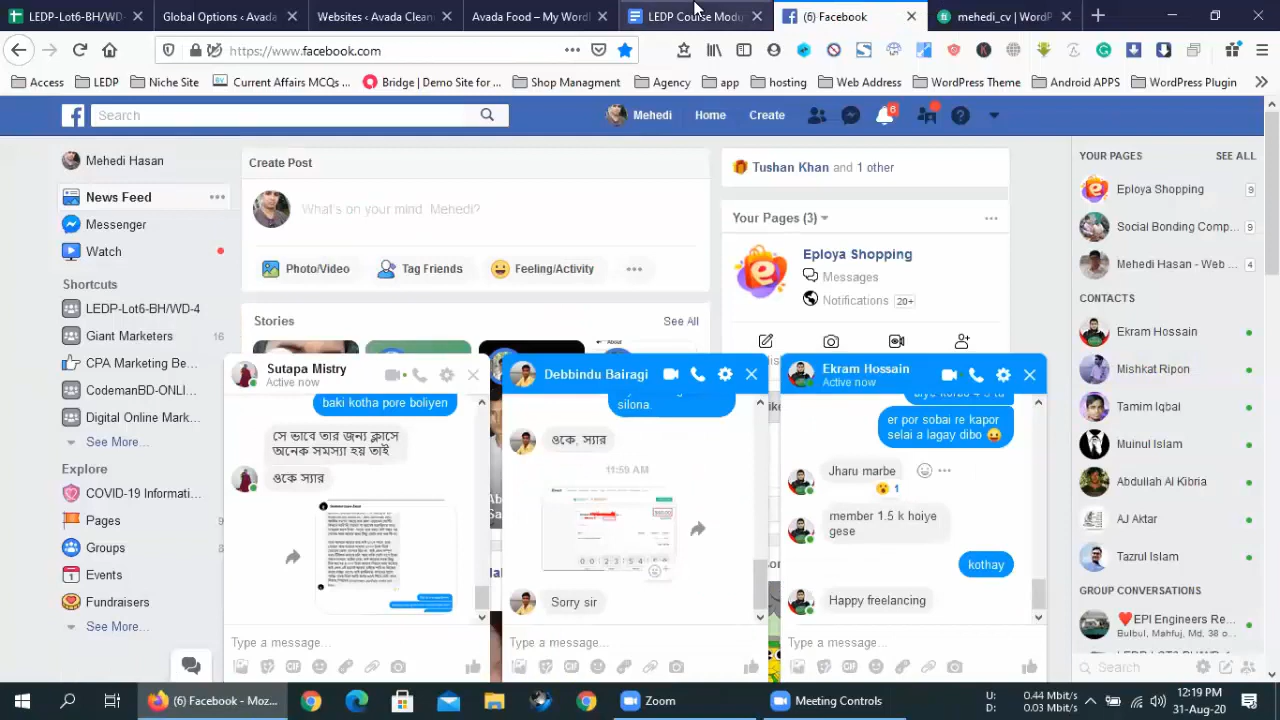 LEDP-Lot6-BH/WD-
Global Options ‹ Avada
Websites ‹ Avada Clean
Avada Food – My Word
LEDP Course Modu
(6) Facebook
mehedi_cv | WordP
https://www.facebook.com
Access
LEDP
Niche Site
Current Affairs MCQs ...
Bridge | Demo Site for ...
Shop Managment
Agency
app
hosting
Web Address
WordPress Theme
Android APPS
WordPress Plugin
Search
Mehedi
Home
Create
6
Mehedi Hasan
News Feed
Messenger
Watch
Shortcuts
LEDP-Lot6-BH/WD-4
Giant Marketers
16
CPA Marketing Be...
CodemanBD-ONLI...
Digital Online Mark...
See More...
Explore
COVID-19 Informati...
Pages
9
Groups
8
Events
1
Fundraisers
See More...
Create Post
What's on your mind, Mehedi?
Photo/Video
Tag Friends
Feeling/Activity
Stories
See All
Tushan Khan and 1 other
Your Pages (3)
Eploya Shopping
Messages
Notifications
20+
YOUR PAGES
SEE ALL
Eploya Shopping
9
Social Bonding Comp...
9
Mehedi Hasan - Web ...
4
CONTACTS
Ekram Hossain
Mishkat Ripon
Tamim Iqbal
Muinul Islam
Abdullah Al Kibria
AJ Aktar
Tazrul Islam
GROUP CONVERSATIONS
❤️EPI Engineers Re...
Bulbul, Mahfuj, Md, 38 o...
Search
Sutapa Mistry
Active now
baki kotha pore boliyen
সে ভাবে তার জন্য ক্লাসে
অনেক সমস্যা হয় তাই
ওকে স্যার
Type a message...
Debbindu Bairagi
silona.
ওকে, স্যার
11:59 AM
Sorry sir
Type a message...
Ekram Hossain
Active now
er por sobai re kapor
selai a lagay dibo 😛
Jharu marbe
1
member 1.5 k hoiye
gese
kothay
Happy freelancing
Type a message...
(6) Facebook - Moz...
Zoom
Meeting Controls
U: 0.44 Mbit/s
D: 0.03 Mbit/s
12:19 PM
31-Aug-20